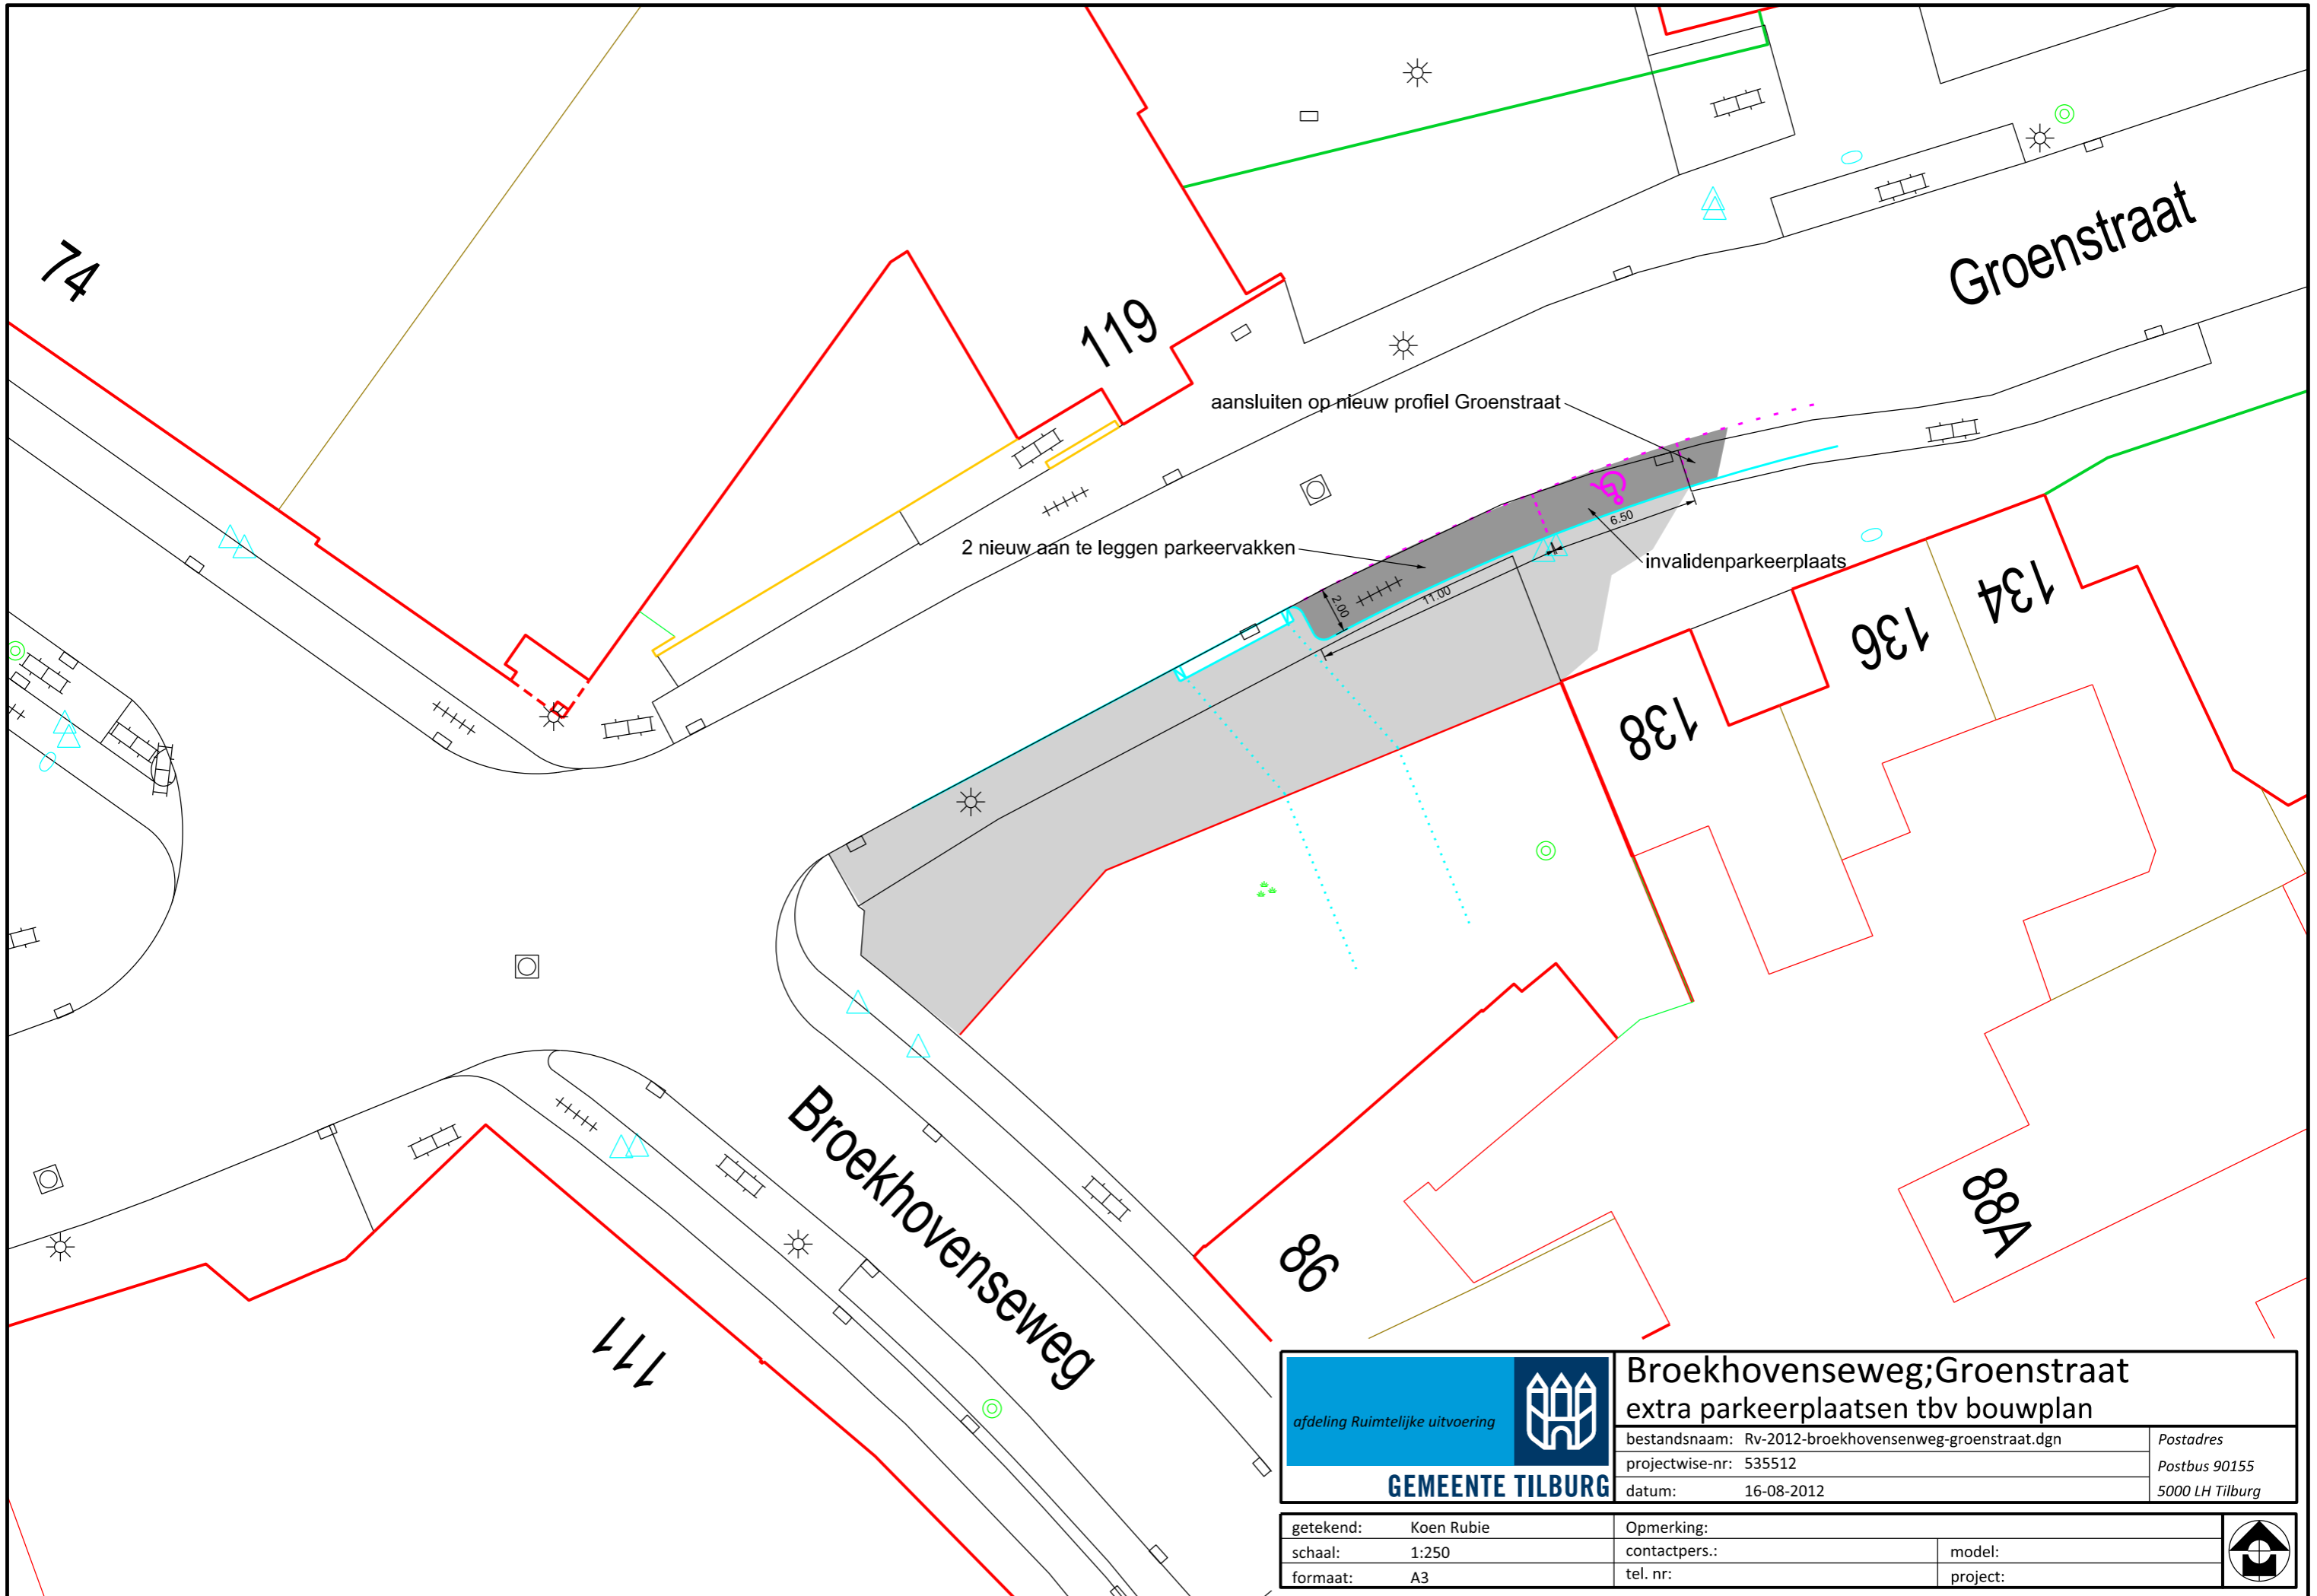 74
119
Groenstraat
aansluiten op nieuw profiel Groenstraat
6.50
2 nieuw aan te leggen parkeervakken
invalidenparkeerplaats
2.00
11.00
134
136
138
Broekhovenseweg
88A
86
111
afdeling Ruimtelijke uitvoering
GEMEENTE TILBURG
Broekhovenseweg;Groenstraat
extra parkeerplaatsen tbv bouwplan
bestandsnaam: Rv-2012-broekhovensenweg-groenstraat.dgn
projectwise-nr: 535512
datum: 16-08-2012
Postadres
Postbus 90155
5000 LH Tilburg
getekend: Koen Rubie
schaal: 1:250
formaat: A3
Opmerking:
contactpers.:
tel. nr:
model:
project: